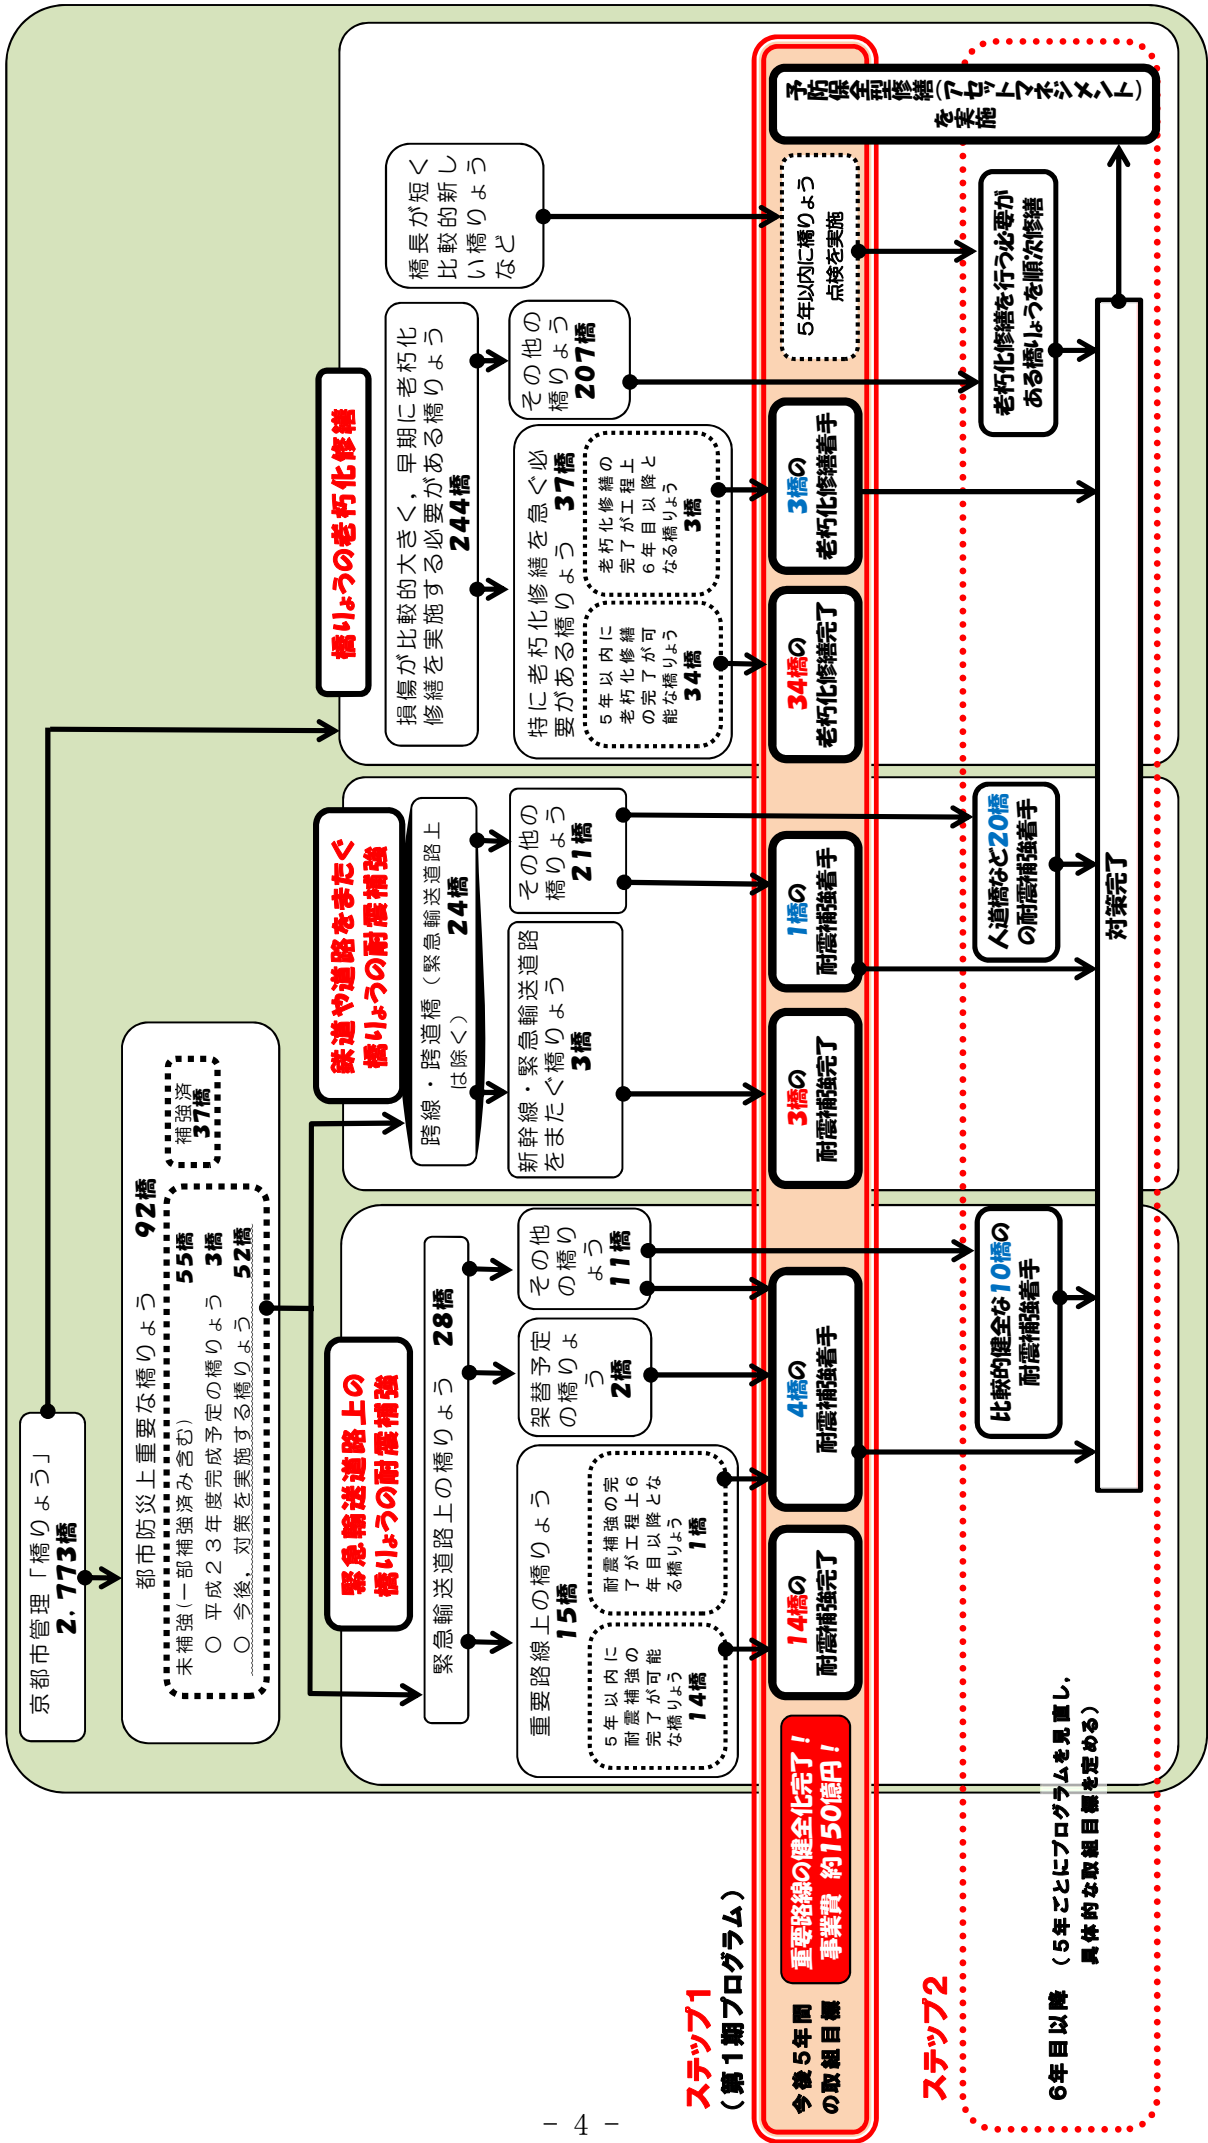 京都市管理「橋りょう」
2,773橋
都市防災上重要な橋りょう　92橋
未補強(一部補強済み含む)　55橋
○ 平成23年度完成予定の橋りょう　3橋
○ 今後，対策を実施する橋りょう　52橋
補強済
37橋
緊急輸送道路上の
橋りょうの耐震補強
緊急輸送道路上の橋りょう　28橋
重要路線上の橋りょう
15橋
5年以内に
耐震補強の
完了が可能
な橋りょう
14橋
耐震補強の完
了が工程上6
年目以降とな
る橋りょう
1橋
架替予定
の橋りょ
う
2橋
その他
の橋り
ょう
11橋
鉄道や道路をまたぐ
橋りょうの耐震補強
跨線・跨道橋（緊急輸送道路上
は除く）　24橋
新幹線・緊急輸送道路
をまたぐ橋りょう
3橋
その他の
橋りょう
21橋
橋りょうの老朽化修繕
損傷が比較的大きく，早期に老朽化
修繕を実施する必要がある橋りょう
244橋
特に老朽化修繕を急ぐ必
要がある橋りょう　37橋
5年以内に
老朽化修繕
の完了が可
能な橋りょう
34橋
老朽化修繕の
完了が工程上
6年目以降と
なる橋りょう
3橋
その他の
橋りょう
207橋
橋長が短く
比較的新し
い橋りょう
など
ステップ1
（第1期プログラム）
今後5年間
の取組目標
重要路線の健全化完了！
事業費　約150億円！
14橋の
耐震補強完了
4橋の
耐震補強着手
3橋の
耐震補強完了
1橋の
耐震補強着手
34橋の
老朽化修繕完了
3橋の
老朽化修繕着手
5年以内に橋りょう
点検を実施
予防保全型修繕(アセットマネジメント)
を実施
ステップ2
6年目以降
（5年ごとにプログラムを見直し，
具体的な取組目標を定める）
比較的健全な10橋の
耐震補強着手
人道橋など20橋
の耐震補強着手
老朽化修繕を行う必要が
ある橋りょうを順次修繕
対策完了
- 4 -